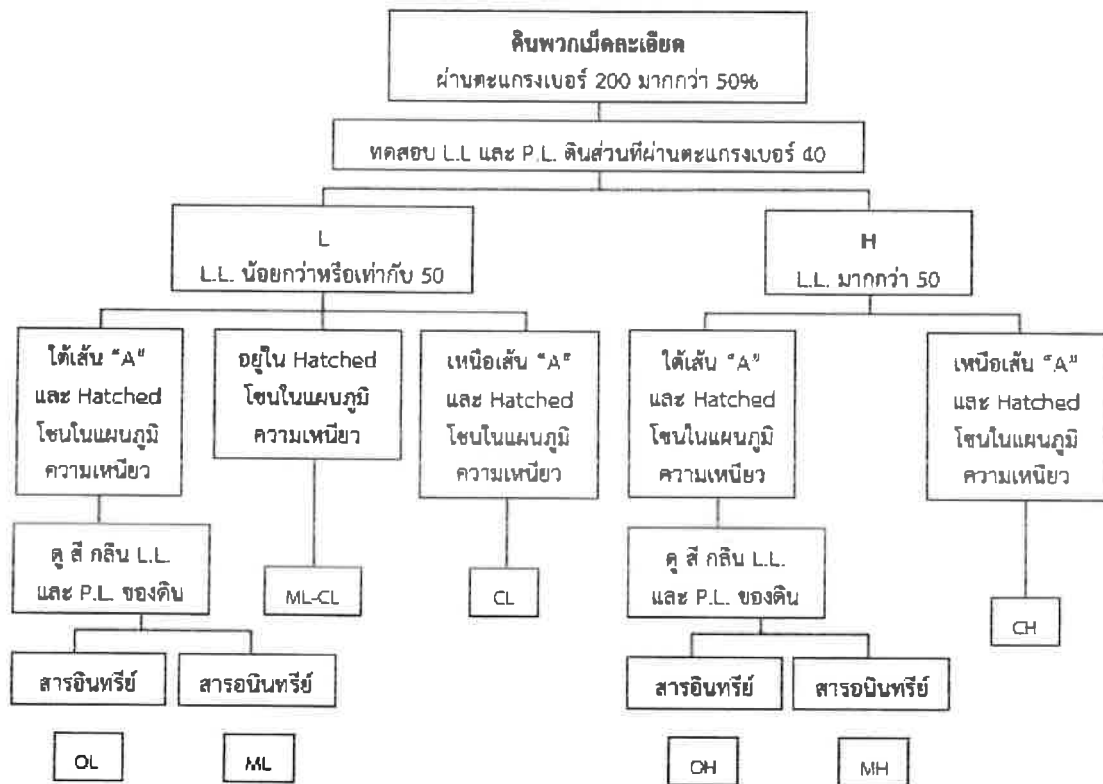 ดินพวกเม็ดละเอียด
ผ่านตะแกรงเบอร์ 200 มากกว่า 50%
ทดสอบ L.L และ P.L. ดินส่วนที่ผ่านตะแกรงเบอร์ 40
L
L.L. น้อยกว่าหรือเท่ากับ 50
H
L.L. มากกว่า 50
ใต้เส้น "A"
และ Hatched
โซนในแผนภูมิ
ความเหนียว
อยู่ใน Hatched
โซนในแผนภูมิ
ความเหนียว
เหนือเส้น "A"
และ Hatched
โซนในแผนภูมิ
ความเหนียว
ใต้เส้น "A"
และ Hatched
โซนในแผนภูมิ
ความเหนียว
เหนือเส้น "A"
และ Hatched
โซนในแผนภูมิ
ความเหนียว
ดู สี กลิ่น L.L.
และ P.L. ของดิน
ML-CL
CL
ดู สี กลิ่น L.L.
และ P.L. ของดิน
CH
สารอินทรีย์
สารอนินทรีย์
สารอินทรีย์
สารอนินทรีย์
OL
ML
OH
MH